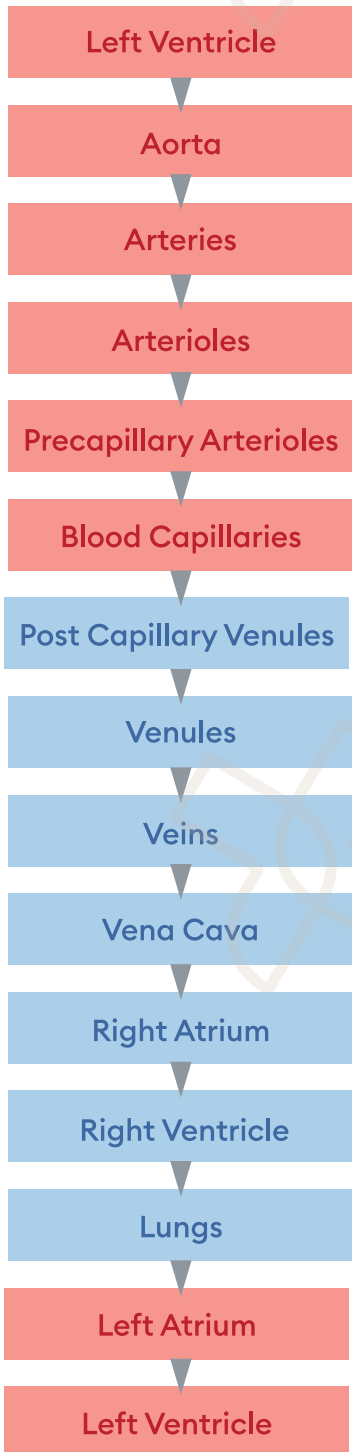 Left Ventricle
Aorta
Arteries
Arterioles
Precapillary Arterioles
Blood Capillaries
Post Capillary Venules
Venules
Veins
Vena Cava
Right Atrium
Right Ventricle
Lungs
Left Atrium
Left Ventricle